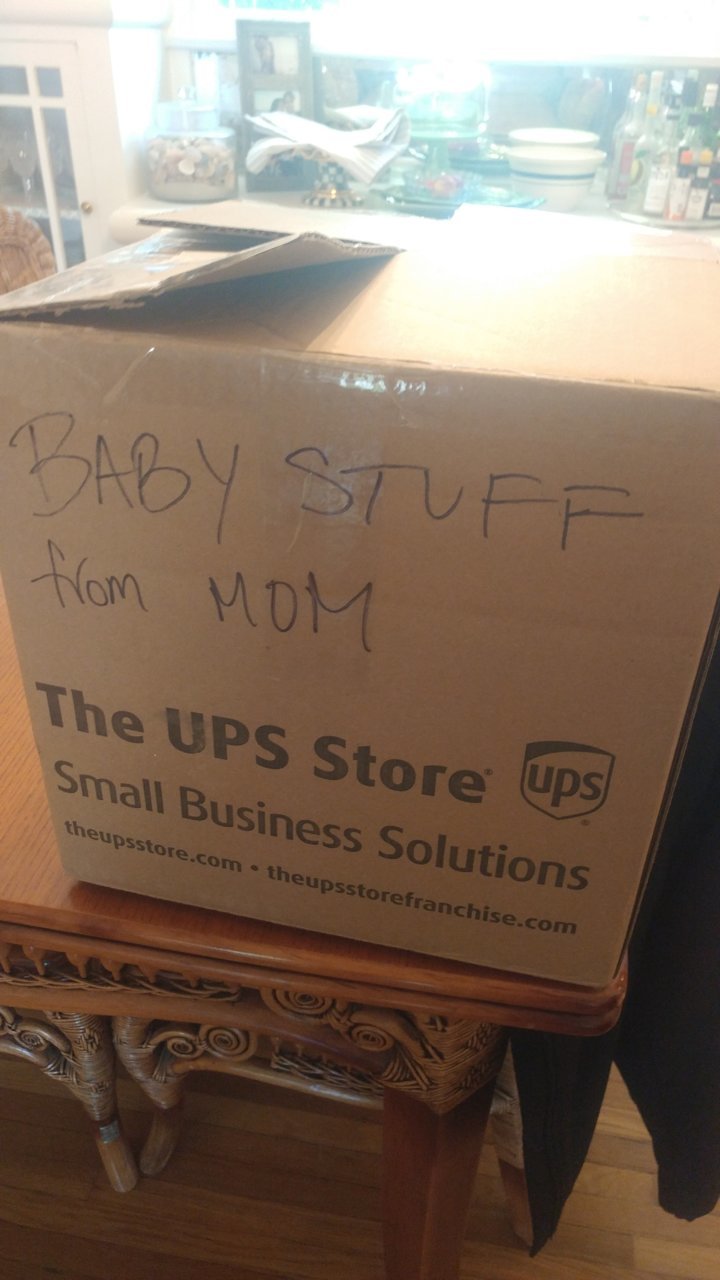 BABY STUFF
from MOM
The UPS Store®
ups®
Small Business Solutions
theupsstore.com • theupsstorefranchise.com